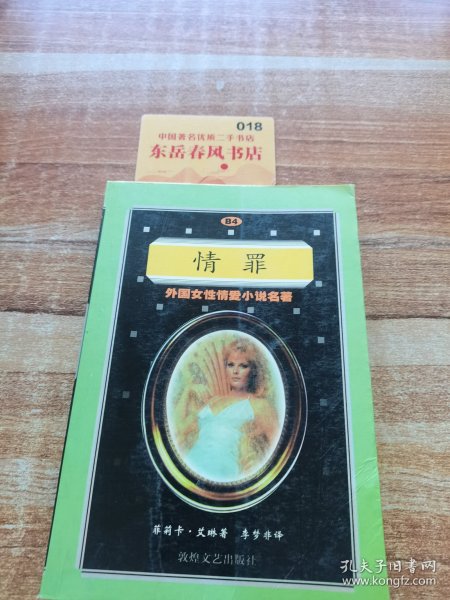 018
中国著名优质二手书店
东岳春风书店
84
情罪
外国女性情爱小说名著
菲莉卡·艾琳著 李梦非译
敦煌文艺出版社
孔夫子旧书网
www.kongfz.com